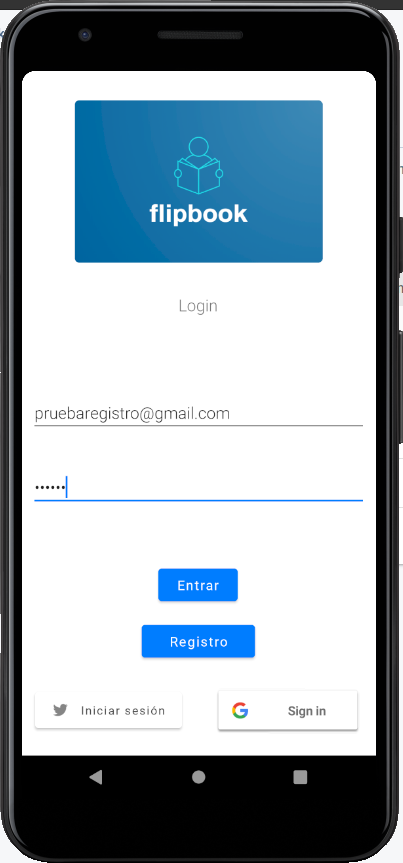 flipbook
Login
pruebaregistro@gmail.com
••••••
Entrar
Registro
Iniciar sesión
Sign in